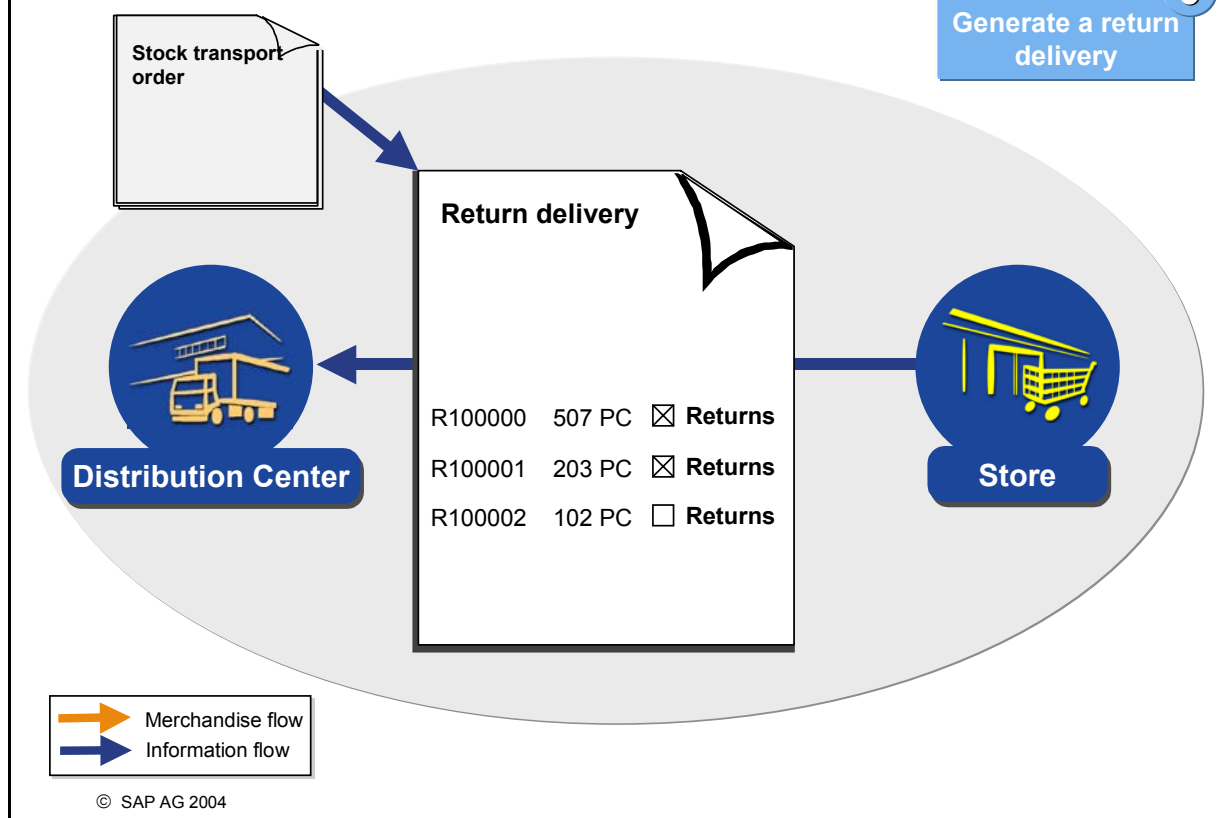 Generate a return
delivery
Stock transport
order
Return delivery
R100000 507 PC ☒ Returns
R100001 203 PC ☒ Returns
R100002 102 PC ☐ Returns
Distribution Center
Store
Merchandise flow
Information flow
© SAP AG 2004